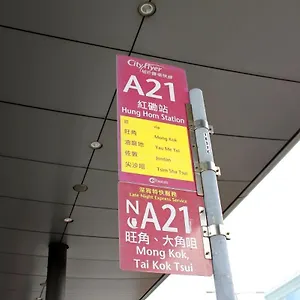 Cityflyer
A21
紅磡站
Hung Hom Station
旺角 Mong Kok
油麻地 Yau Ma Tei
佐敦 Jordan
尖沙咀 Tsim Sha Tsui
深宵特快服務
Late Night Express Service
NA21
旺角、大角咀
Mong Kok,
Tai Kok Tsui